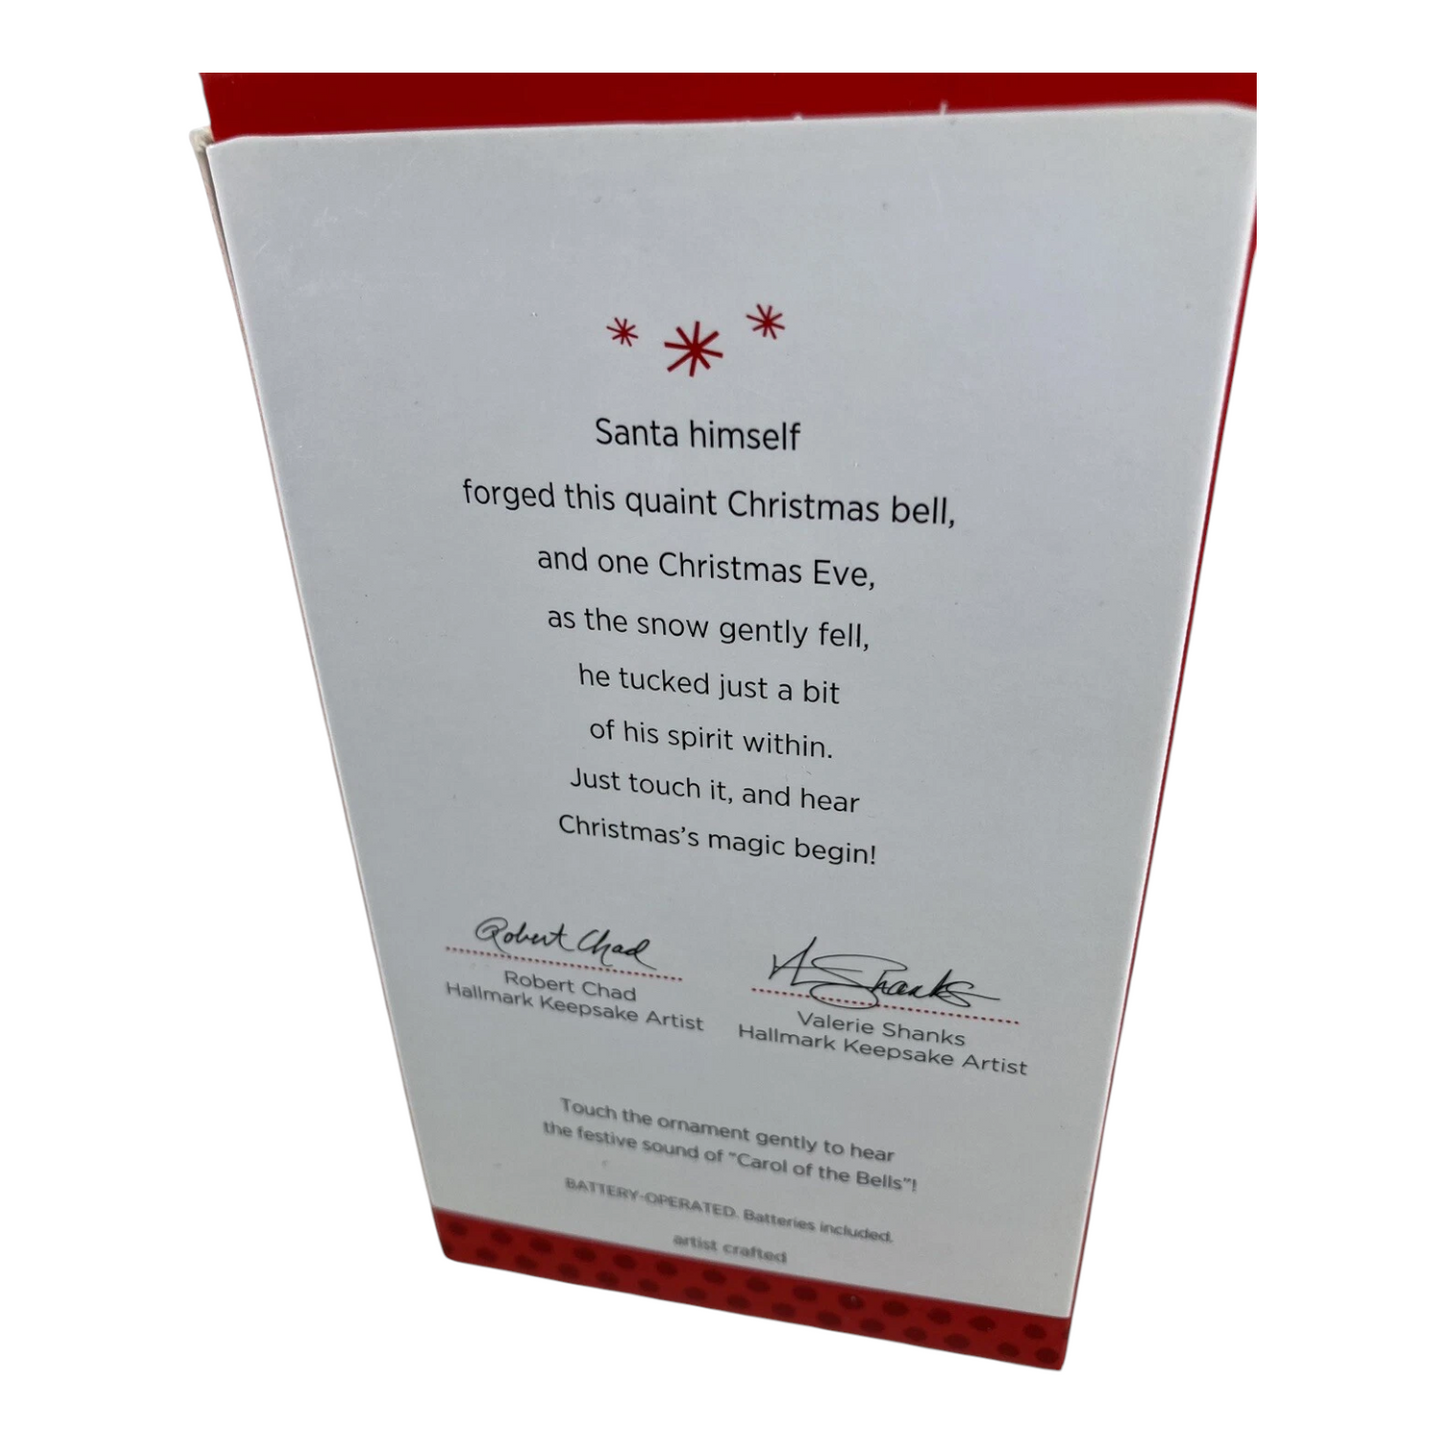 Santa himself
forged this quaint Christmas bell,
and one Christmas Eve,
as the snow gently fell,
he tucked just a bit
of his spirit within.
Just touch it, and hear
Christmas's magic begin!
Robert Chad
Robert Chad
Hallmark Keepsake Artist
V Shanks
Valerie Shanks
Hallmark Keepsake Artist
Touch the ornament gently to hear
the festive sound of "Carol of the Bells"!
BATTERY-OPERATED. Batteries included.
artist crafted